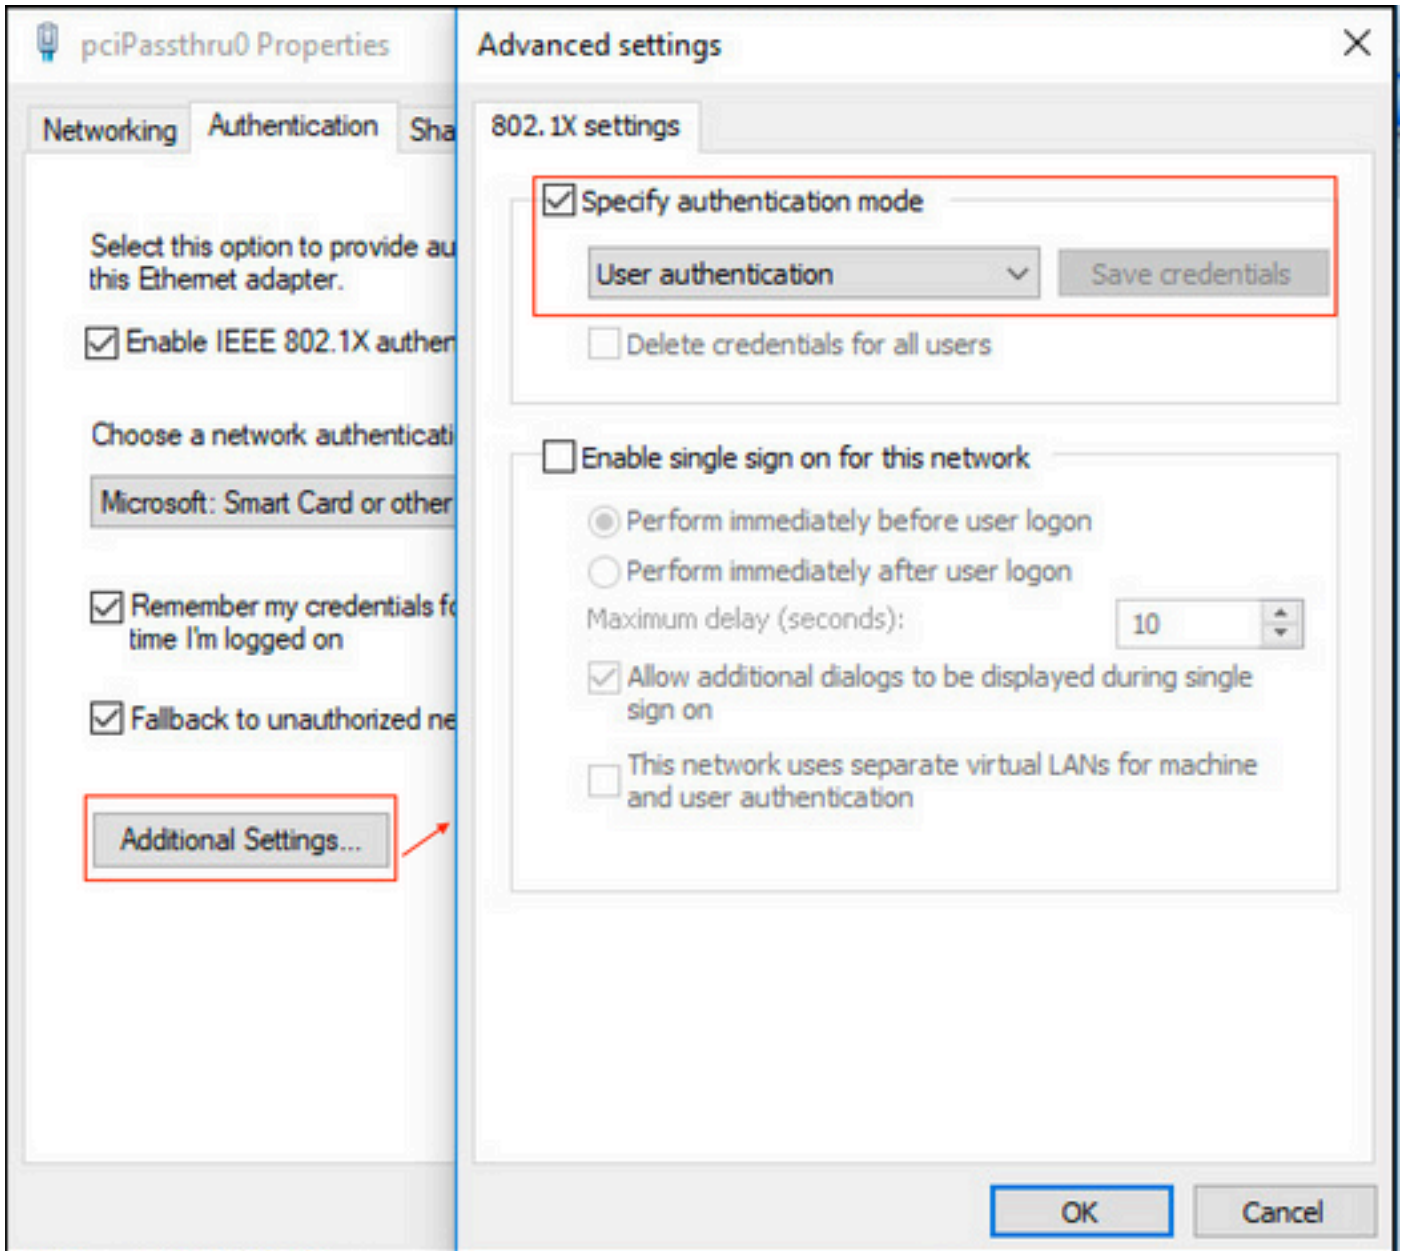 pciPassthru0 Properties
Networking
Authentication
Sha
Select this option to provide au
this Ethernet adapter.
Enable IEEE 802.1X authen
Choose a network authenticati
Microsoft: Smart Card or other
Remember my credentials fo
time I'm logged on
Fallback to unauthorized ne
Additional Settings...
Advanced settings
802.1X settings
Specify authentication mode
User authentication
Save credentials
Delete credentials for all users
Enable single sign on for this network
Perform immediately before user logon
Perform immediately after user logon
Maximum delay (seconds):
10
Allow additional dialogs to be displayed during single
sign on
This network uses separate virtual LANs for machine
and user authentication
OK
Cancel